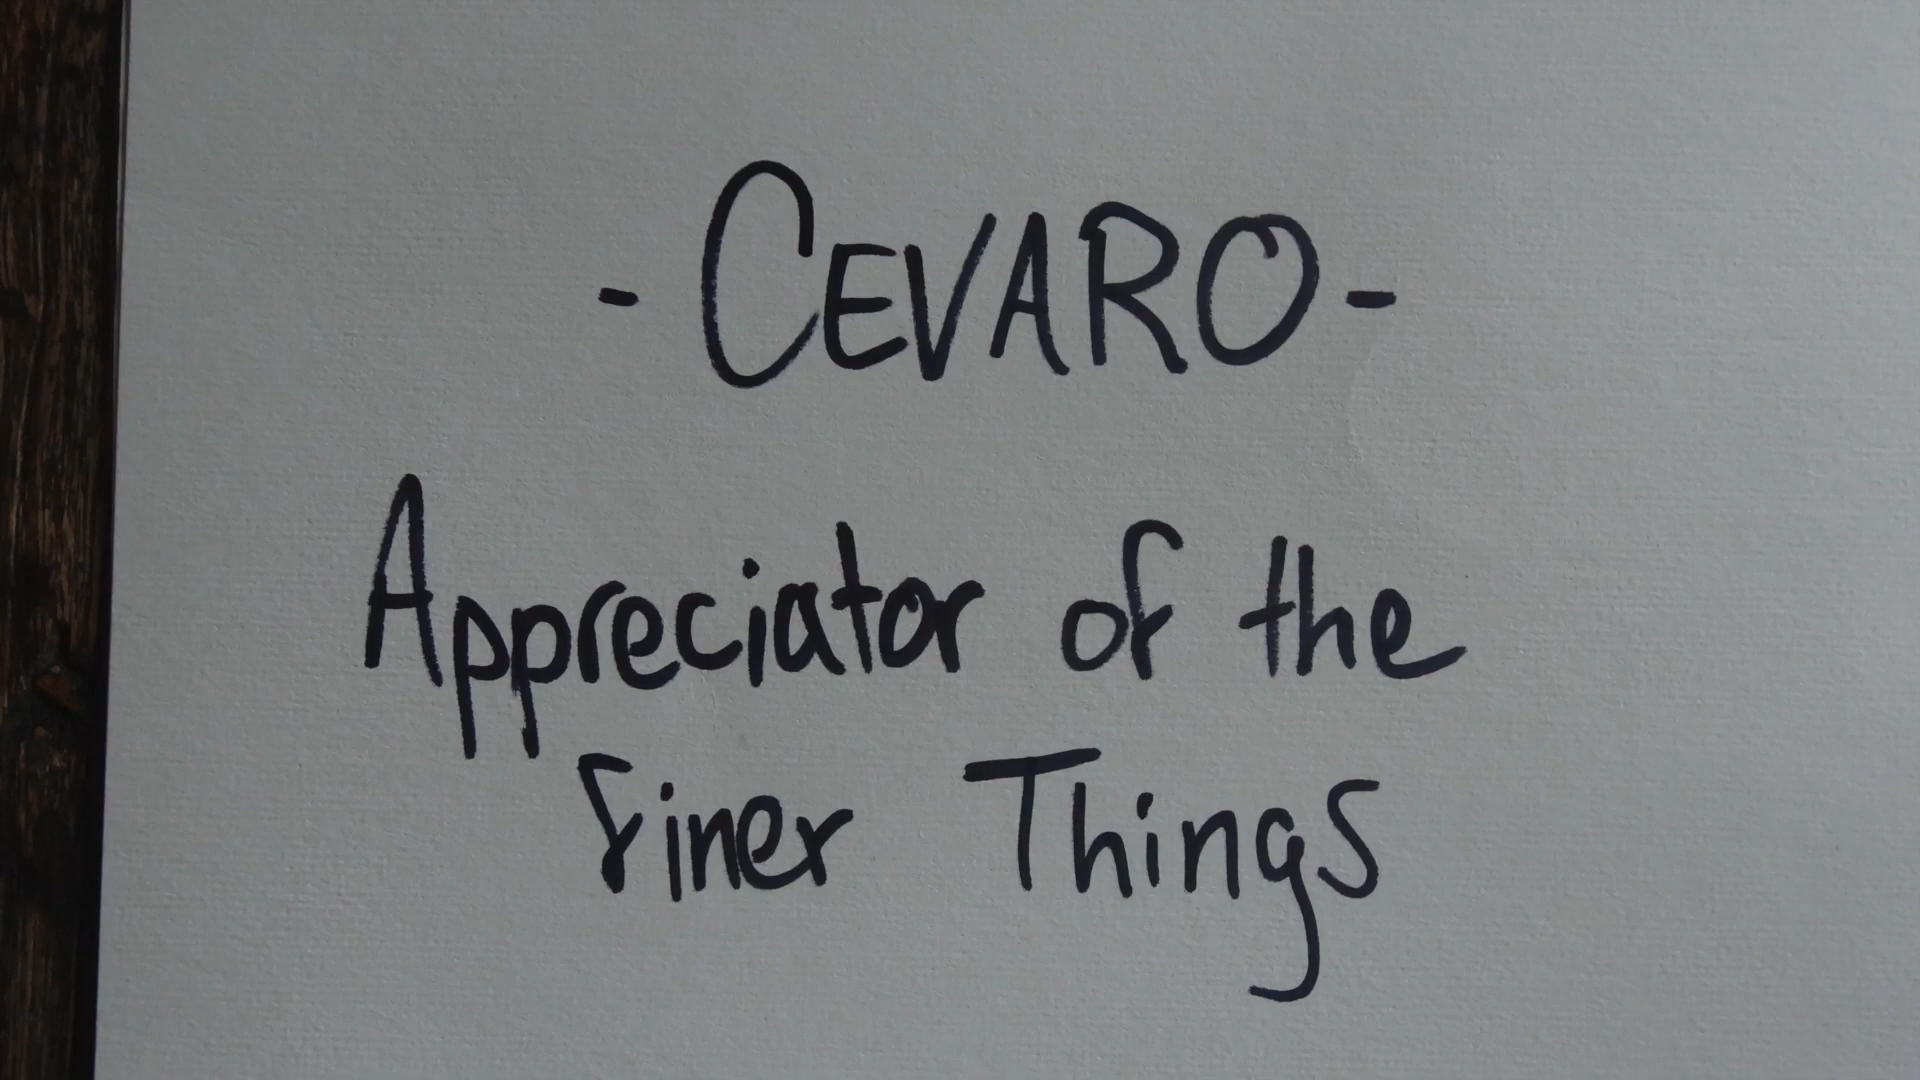 - CEVARO -
Appreciator of the
finer Things